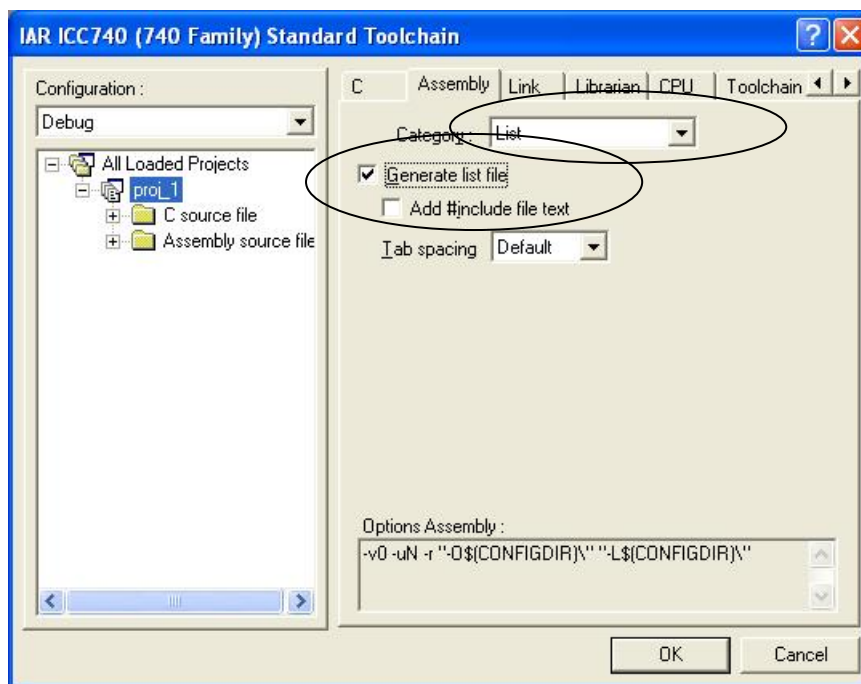 IAR ICC740 (740 Family) Standard Toolchain
Configuration :
Debug
All Loaded Projects
proj_1
C source file
Assembly source file
C Assembly Link Librarian CPU Toolchain
Category : List
Generate list file
Add #include file text
Tab spacing Default
Options Assembly :
-v0 -uN -r "-O$(CONFIGDIR)\" "-L$(CONFIGDIR)\"
OK Cancel